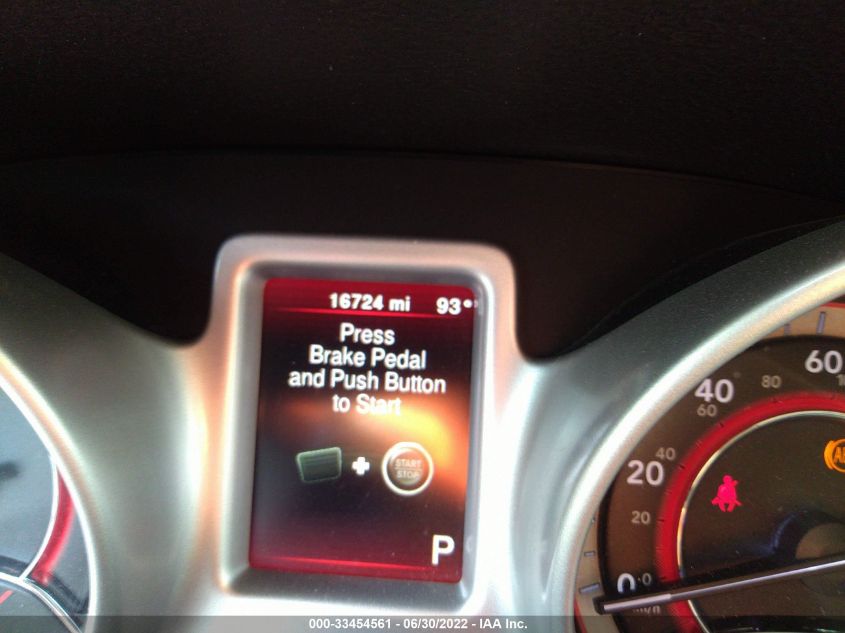 16724 mi 93°
Press
Brake Pedal
and Push Button
to Start
START
STOP
P
60
40
80
60
20
40
20
0
0
000-33454561 - 06/30/2022 - IAA Inc.